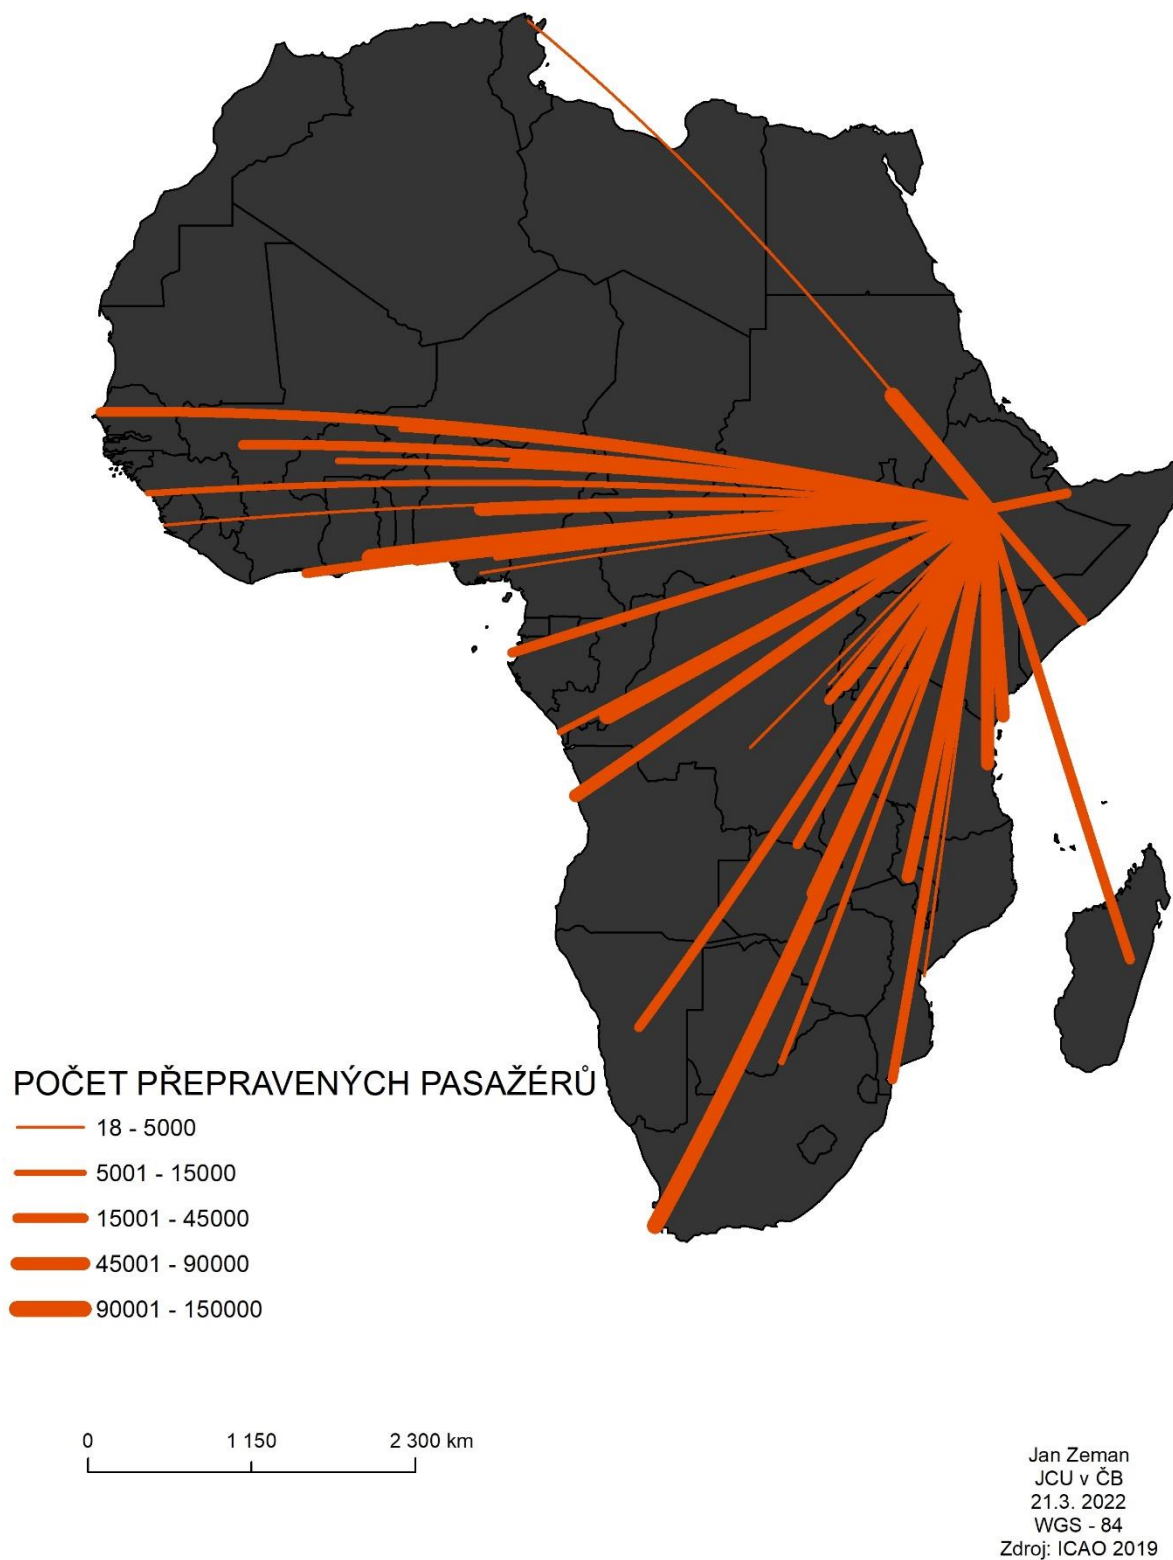 POČET PŘEPRAVENÝCH PASAŽÉRŮ
18 - 5000
5001 - 15000
15001 - 45000
45001 - 90000
90001 - 150000
0 1 150 2 300 km
Jan Zeman
JCU v ČB
21.3. 2022
WGS - 84
Zdroj: ICAO 2019